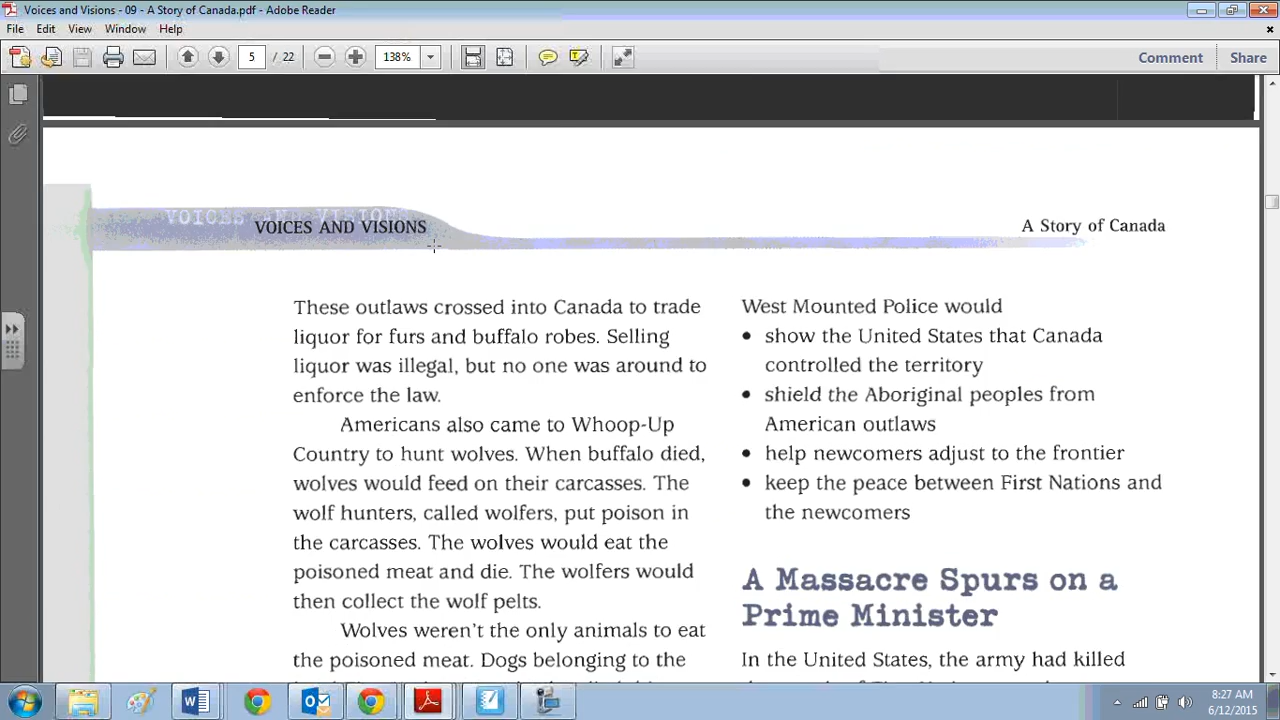 Voices and Visions - 09 - A Story of Canada.pdf - Adobe Reader
File Edit View Window Help
5 / 22 138% Comment Share
VOICES AND VISIONS
VOICES AND VISIONS
A Story of Canada
These outlaws crossed into Canada to trade
liquor for furs and buffalo robes. Selling
liquor was illegal, but no one was around to
enforce the law.
Americans also came to Whoop-Up
Country to hunt wolves. When buffalo died,
wolves would feed on their carcasses. The
wolf hunters, called wolfers, put poison in
the carcasses. The wolves would eat the
poisoned meat and die. The wolfers would
then collect the wolf pelts.
Wolves weren't the only animals to eat
the poisoned meat. Dogs belonging to the
West Mounted Police would
• show the United States that Canada
controlled the territory
• shield the Aboriginal peoples from
American outlaws
• help newcomers adjust to the frontier
• keep the peace between First Nations and
the newcomers
A Massacre Spurs on a
Prime Minister
In the United States, the army had killed
8:27 AM
6/12/2015